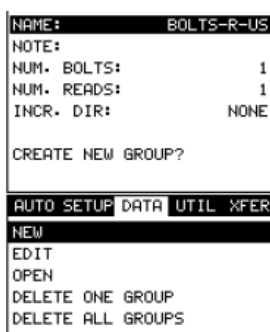 NAME: BOLTS-R-US
NOTE:
NUM. BOLTS: 1
NUM. READS: 1
INCR. DIR: NONE
CREATE NEW GROUP?
AUTO SETUP DATA UTIL XFER
NEW
EDIT
OPEN
DELETE ONE GROUP
DELETE ALL GROUPS